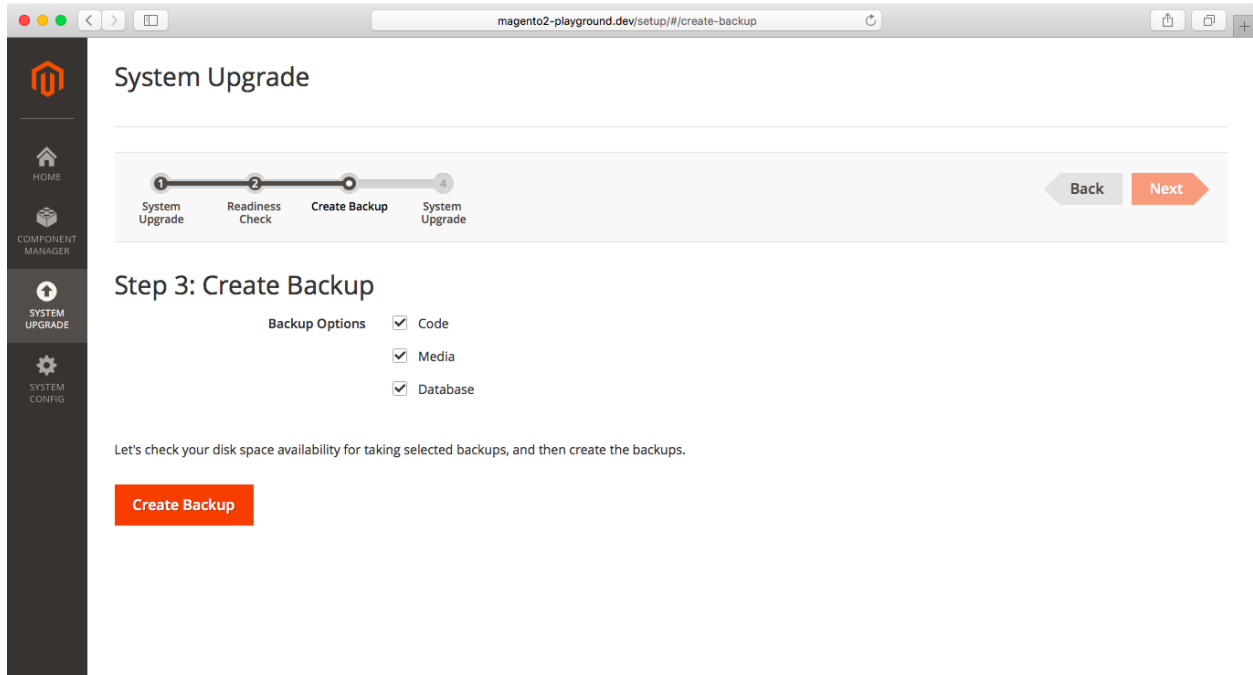 magento2-playground.dev/setup/#/create-backup
System Upgrade
HOME
COMPONENT
MANAGER
SYSTEM
UPGRADE
SYSTEM
CONFIG
1
2
4
System
Upgrade
Readiness
Check
Create Backup
System
Upgrade
Back
Next
Step 3: Create Backup
Backup Options
Code
Media
Database
Let's check your disk space availability for taking selected backups, and then create the backups.
Create Backup